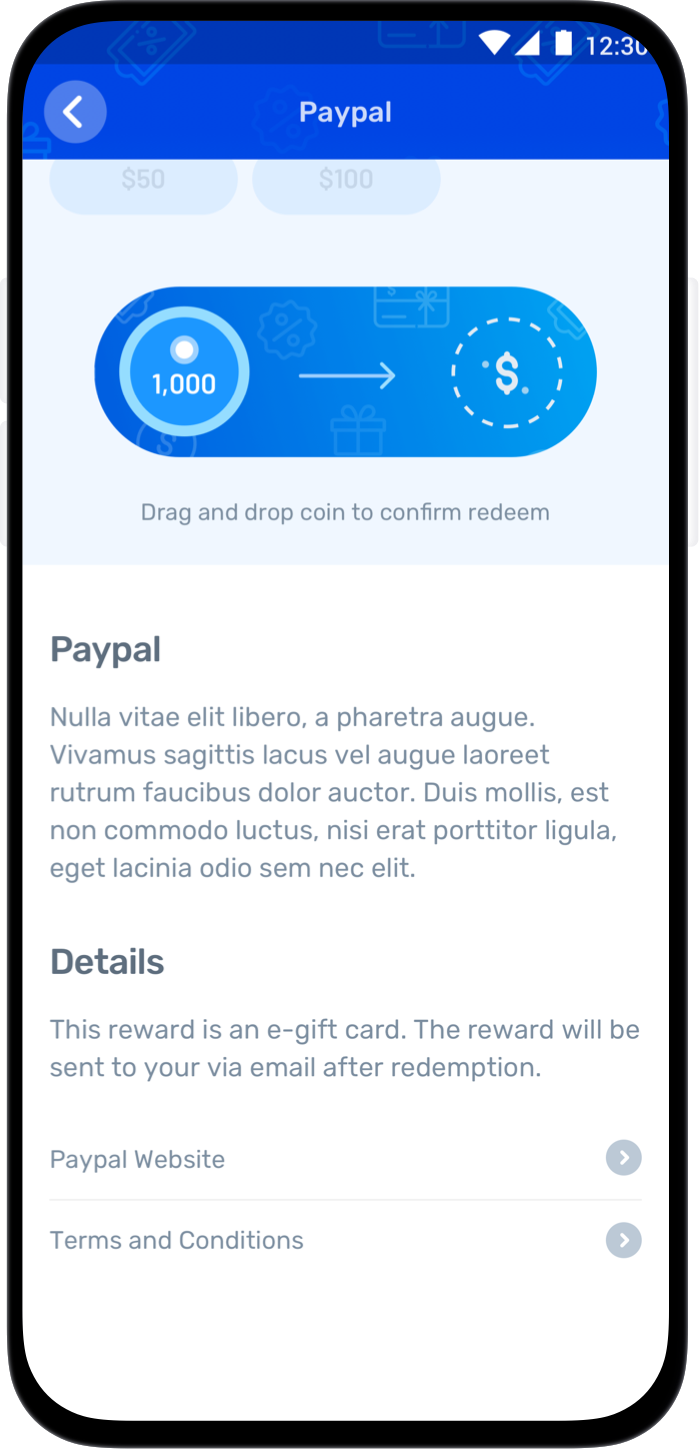 12:30
Paypal
$50 $100
1,000 $
Drag and drop coin to confirm redeem
Paypal
Nulla vitae elit libero, a pharetra augue.
Vivamus sagittis lacus vel augue laoreet
rutrum faucibus dolor auctor. Duis mollis, est
non commodo luctus, nisi erat porttitor ligula,
eget lacinia odio sem nec elit.
Details
This reward is an e-gift card. The reward will be
sent to your via email after redemption.
Paypal Website
Terms and Conditions